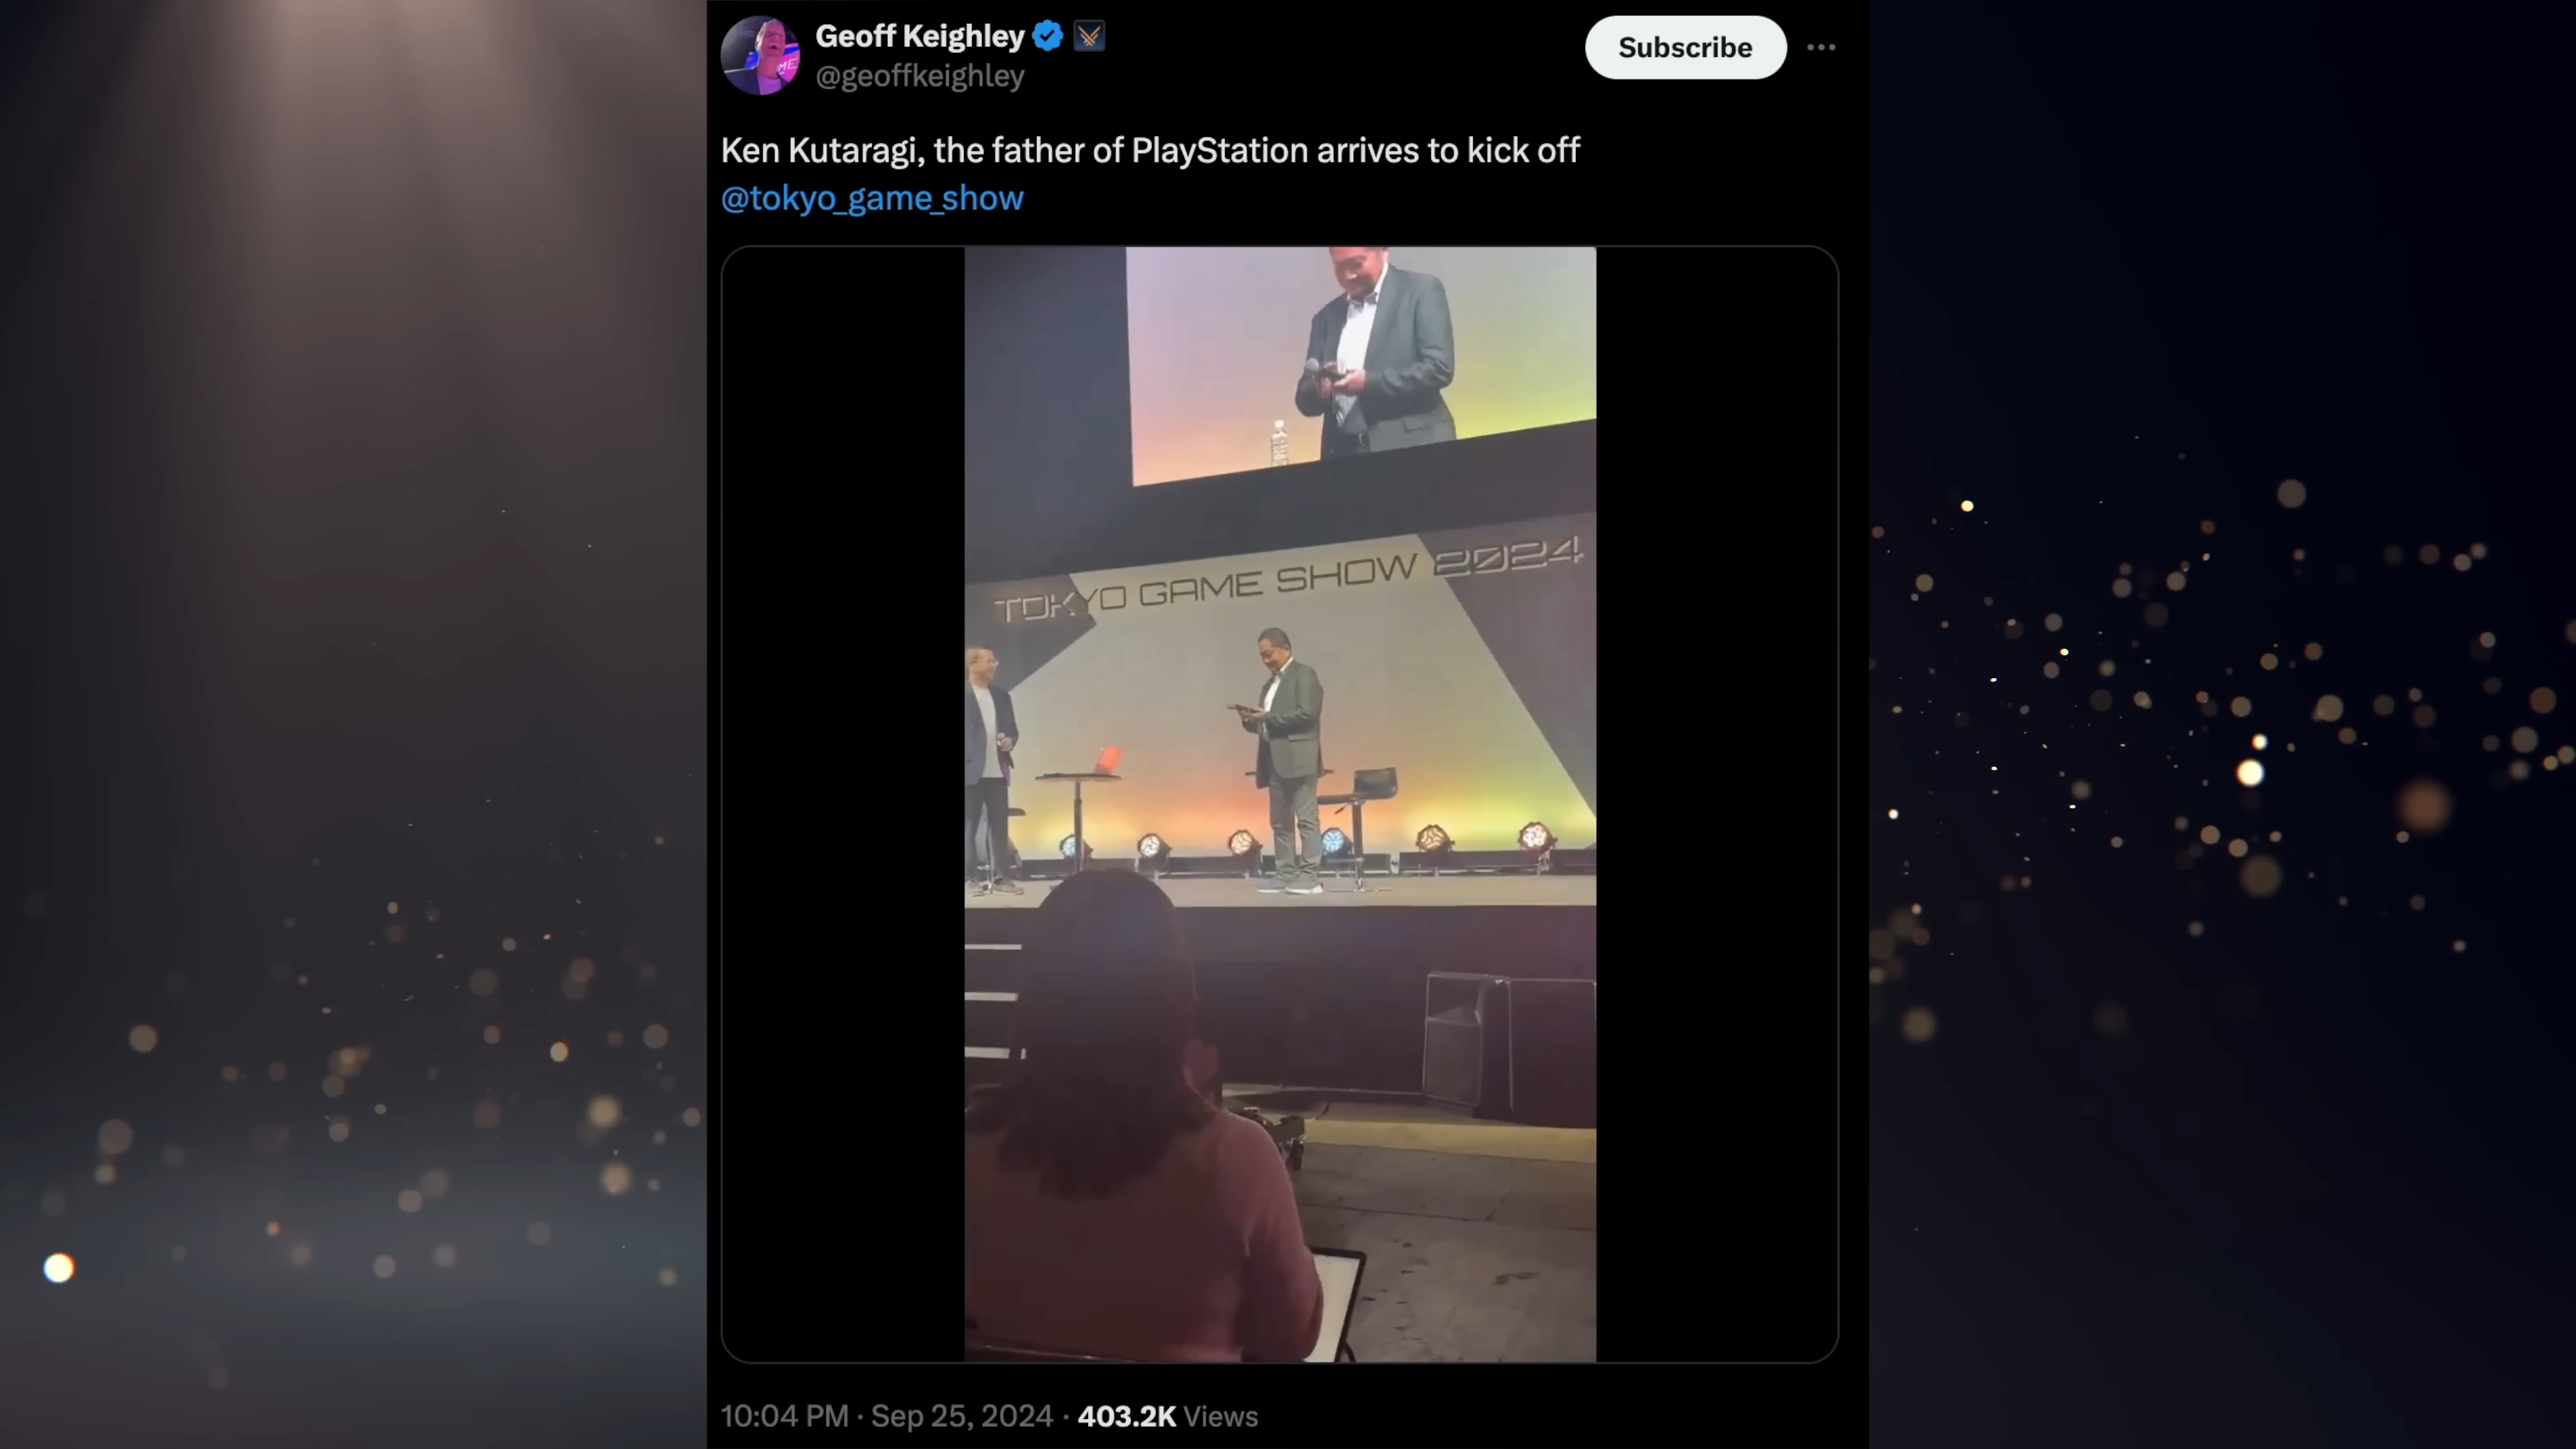 Geoff Keighley
@geoffkeighley
Subscribe
Ken Kutaragi, the father of PlayStation arrives to kick off
@tokyo_game_show
TOKYO GAME SHOW 2024
10:04 PM · Sep 25, 2024 · 403.2K Views